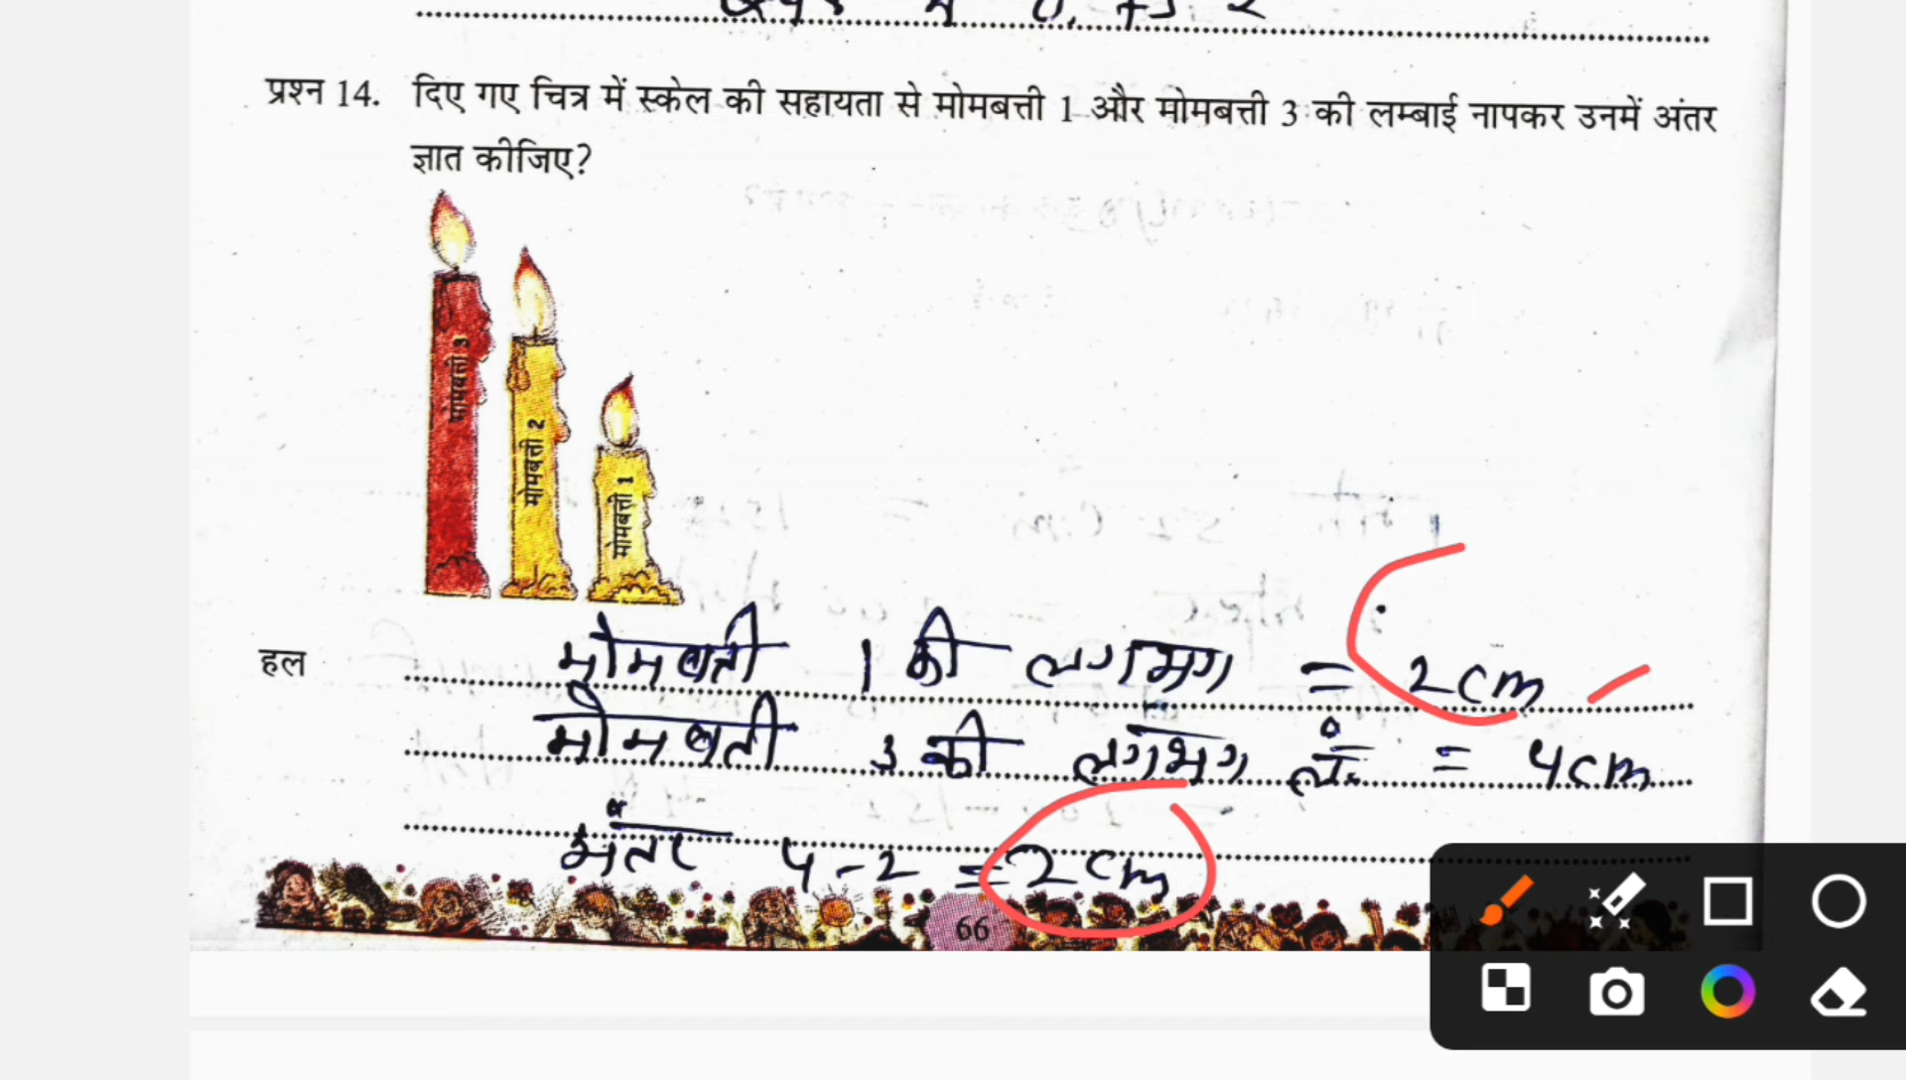 प्रश्न 14. दिए गए चित्र में स्केल की सहायता से मोमबत्ती 1 और मोमबत्ती 3 की लम्बाई नापकर उनमें अंतर
ज्ञात कीजिए?
मोमबत्ती 3
मोमबत्ती 2
मोमबत्ती 1
हल
मोमबत्ती 1 की लगभग = 2cm
मोमबत्ती 3 की लगभग लं. = 4cm
अंतर 4-2 = 2cm
66